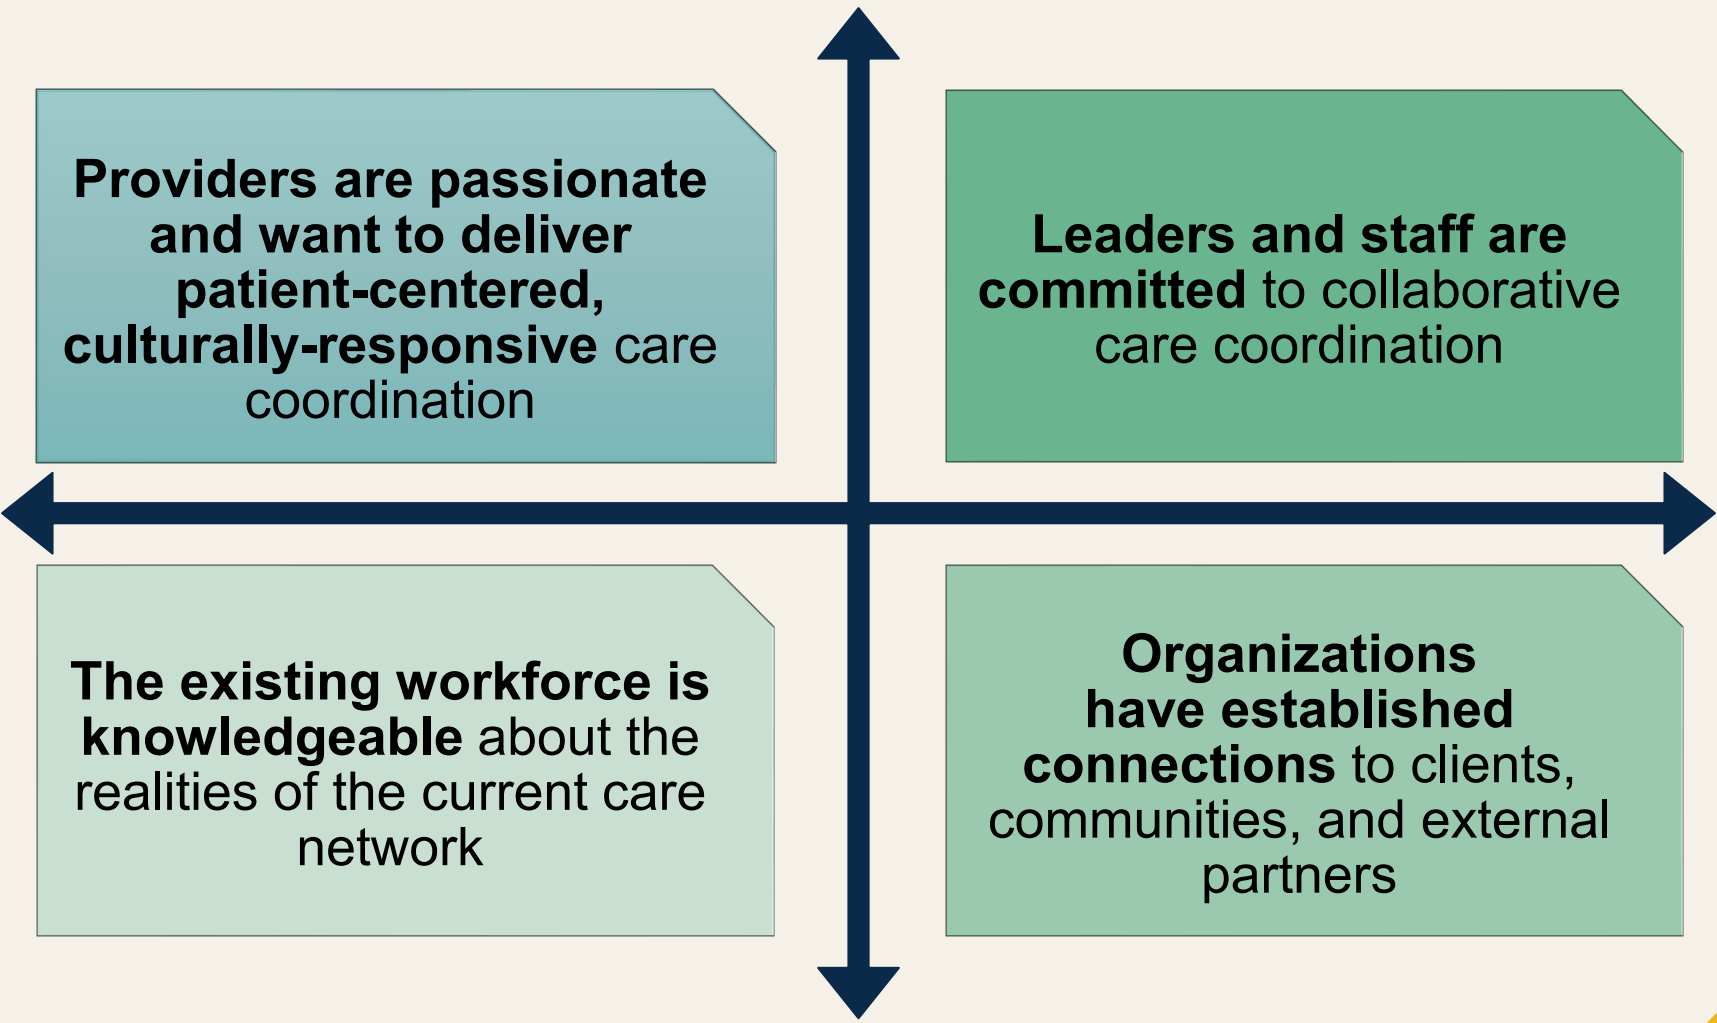 Providers are passionate
and want to deliver
patient-centered,
culturally-responsive care
coordination
Leaders and staff are
committed to collaborative
care coordination
The existing workforce is
knowledgeable about the
realities of the current care
network
Organizations
have established
connections to clients,
communities, and external
partners